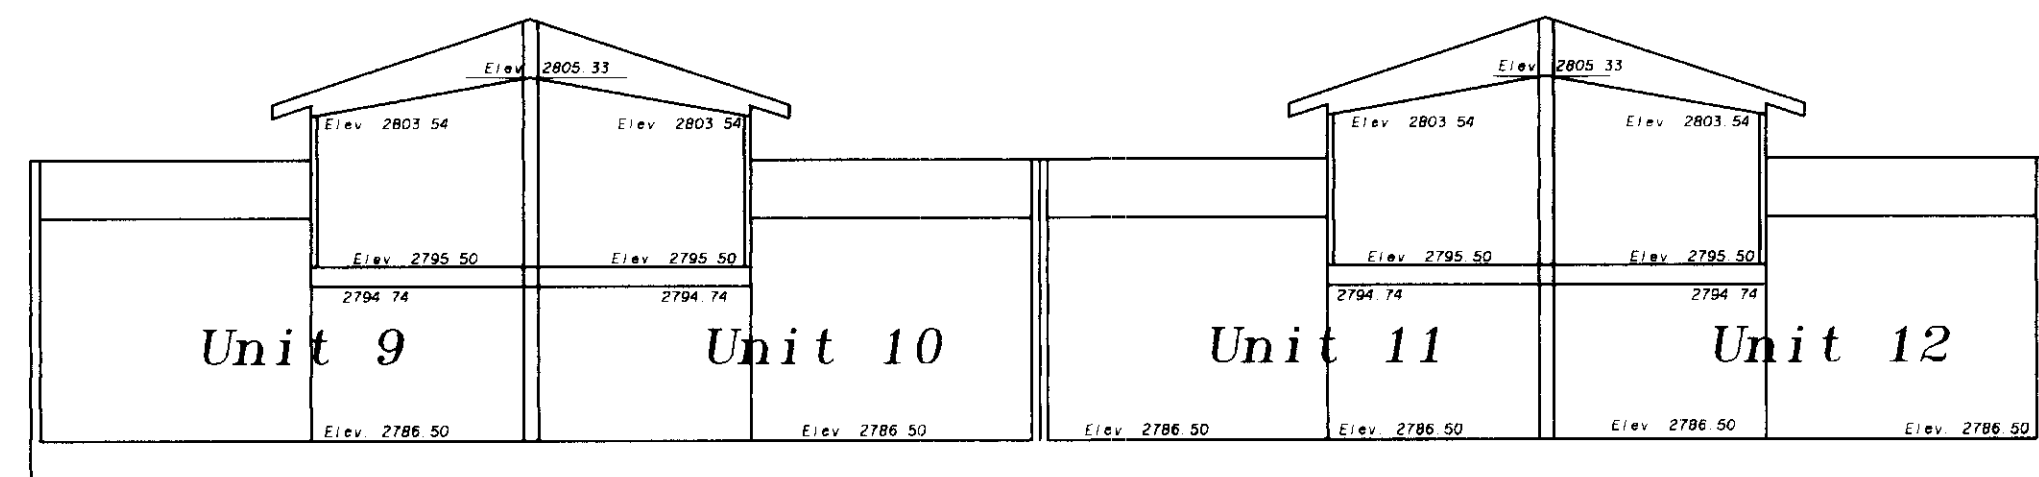 Elev 2805.33 Elev 2805 33
Elev 2803 54 Elev 2803 54 Elev 2803 54 Elev 2803.54
Elev 2795 50 Elev 2795 50 Elev 2795.50 Elev 2795.50
2794 74 2794.74 2794.74 2794 74
Unit 9 Unit 10 Unit 11 Unit 12
Elev. 2786.50 Elev 2786 50 Elev 2786.50 Elev. 2786.50 Elev 2786.50 Elev. 2786.50